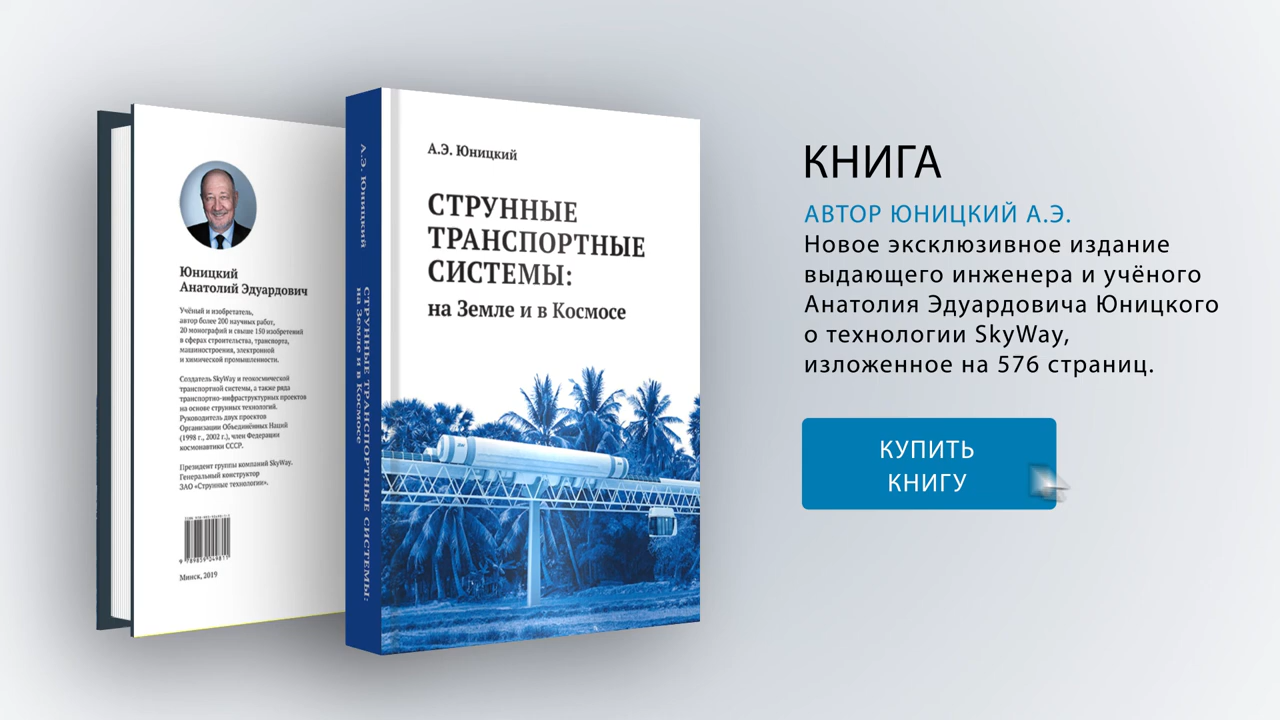 Юницкий
Анатолий Эдуардович
Учёный и изобретатель,
автор более 200 научных работ,
20 монографий и свыше 150 изобретений
в сферах строительства, транспорта,
машиностроения, электронной
и химической промышленности.
Создатель SkyWay и геокосмической
транспортной системы, а также ряда
транспортно-инфраструктурных проектов
на основе струнных технологий.
Руководитель двух проектов
Организации Объединённых Наций
(1998 г., 2002 г.), член Федерации
космонавтики СССР.
Президент группы компаний SkyWay.
Генеральный конструктор
ЗАО «Струнные технологии».
Минск, 2019
А.Э. Юницкий
СТРУННЫЕ ТРАНСПОРТНЫЕ СИСТЕМЫ:
на Земле и в Космосе
А.Э. Юницкий
СТРУННЫЕ
ТРАНСПОРТНЫЕ
СИСТЕМЫ:
на Земле и в Космосе
КНИГА
АВТОР ЮНИЦКИЙ А.Э.
Новое эксклюзивное издание
выдающего инженера и учёного
Анатолия Эдуардовича Юницкого
о технологии SkyWay,
изложенное на 576 страниц.
КУПИТЬ
КНИГУ